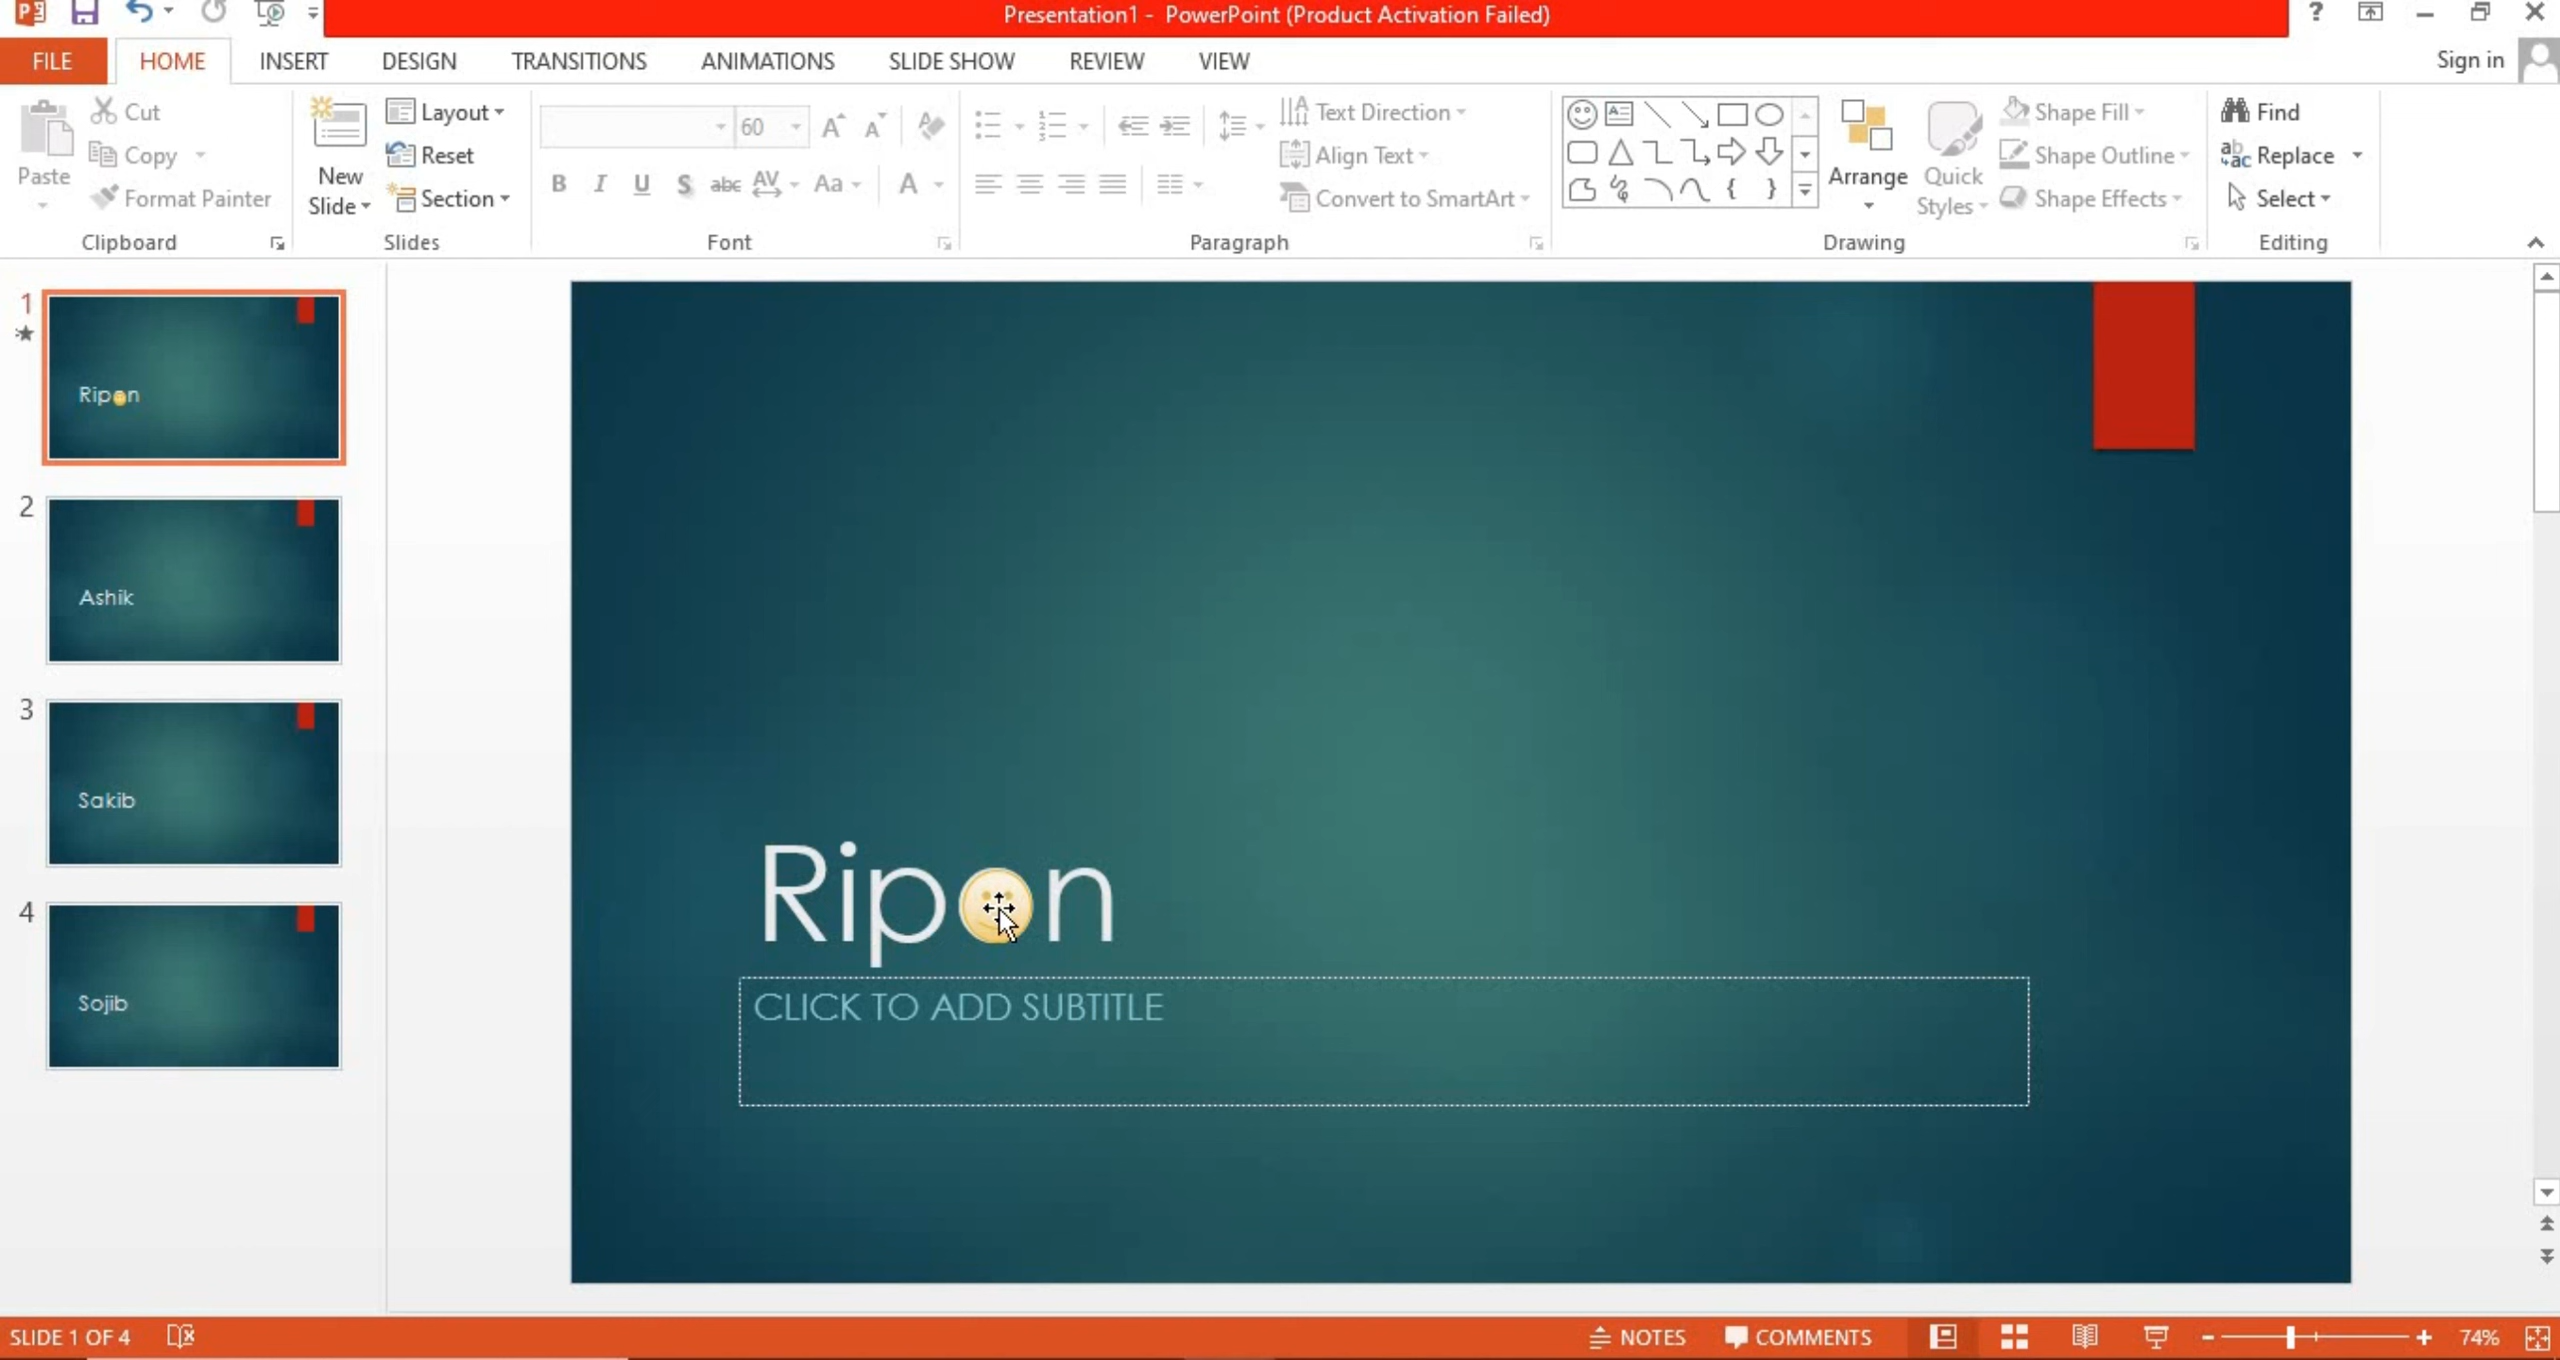 Presentation1 - PowerPoint (Product Activation Failed)
FILE HOME INSERT DESIGN TRANSITIONS ANIMATIONS SLIDE SHOW REVIEW VIEW Sign in
Paste
Cut
Copy
Format Painter
Clipboard
New Slide
Layout
Reset
Section
Slides
60
B I U S abc AV Aa A
Font
Text Direction
Align Text
Convert to SmartArt
Paragraph
Arrange
Quick Styles
Shape Fill
Shape Outline
Shape Effects
Drawing
Find
Replace
Select
Editing
1
Ripon
2
Ashik
3
Sakib
4
Sojib
Ripon
CLICK TO ADD SUBTITLE
SLIDE 1 OF 4 NOTES COMMENTS 74%